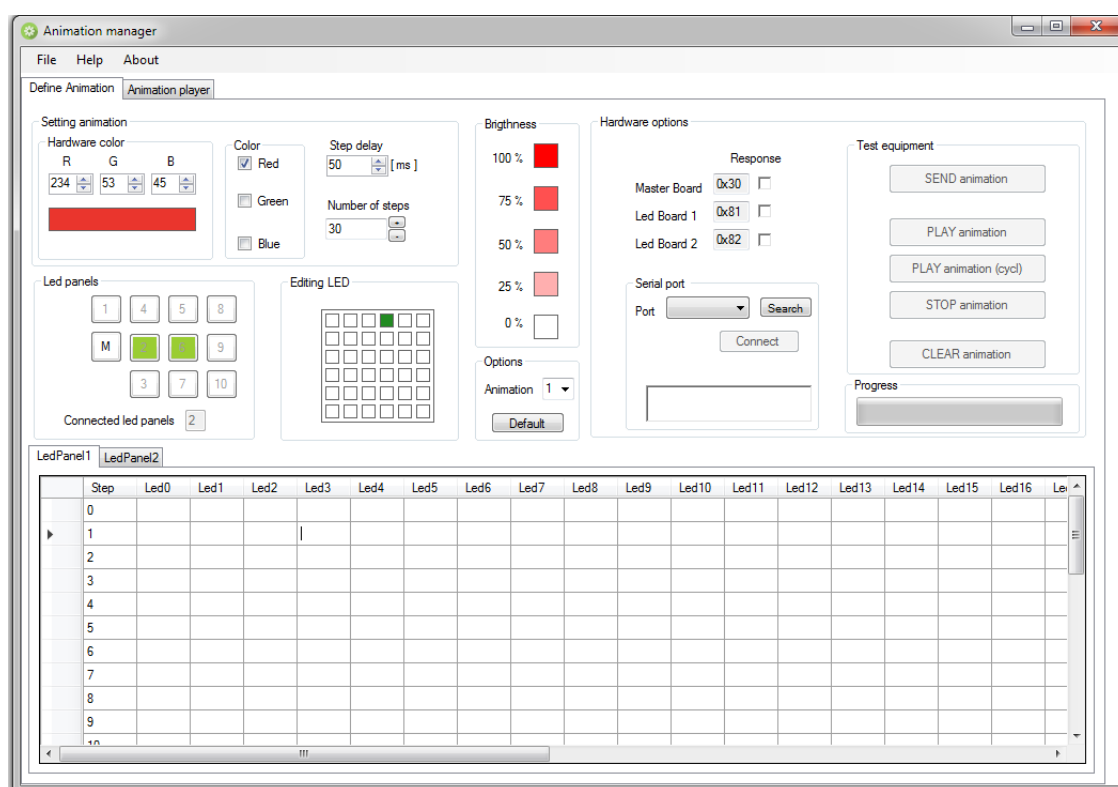 Animation manager
File Help About
Define Animation Animation player
Setting animation
Hardware color
R G B
234 53 45
Color
Red
Green
Blue
Step delay
50 [ ms ]
Number of steps
30
+
-
Brigthness
100 %
75 %
50 %
25 %
0 %
Options
Animation 1
Default
Hardware options
Response
Master Board 0x30
Led Board 1 0x81
Led Board 2 0x82
Serial port
Port Search
Connect
Test equipment
SEND animation
PLAY animation
PLAY animation (cycl)
STOP animation
CLEAR animation
Progress
Led panels
1 4 5 8
M 2 6 9
3 7 10
Connected led panels 2
Editing LED
LedPanel1 LedPanel2
Step Led0 Led1 Led2 Led3 Led4 Led5 Led6 Led7 Led8 Led9 Led10 Led11 Led12 Led13 Led14 Led15 Led16
0
1
2
3
4
5
6
7
8
9
10